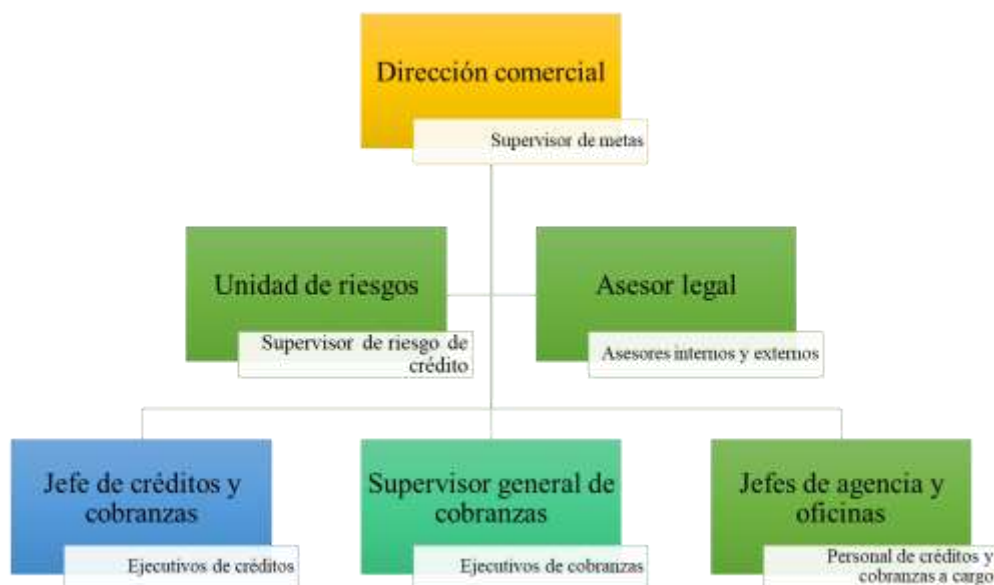 Dirección comercial
Supervisor de metas
Unidad de riesgos
Supervisor de riesgo de
crédito
Asesor legal
Asesores internos y externos
Jefe de créditos y
cobranzas
Ejecutivos de créditos
Supervisor general de
cobranzas
Ejecutivos de cobranzas
Jefes de agencia y
oficinas
Personal de créditos y
cobranzas a cargo